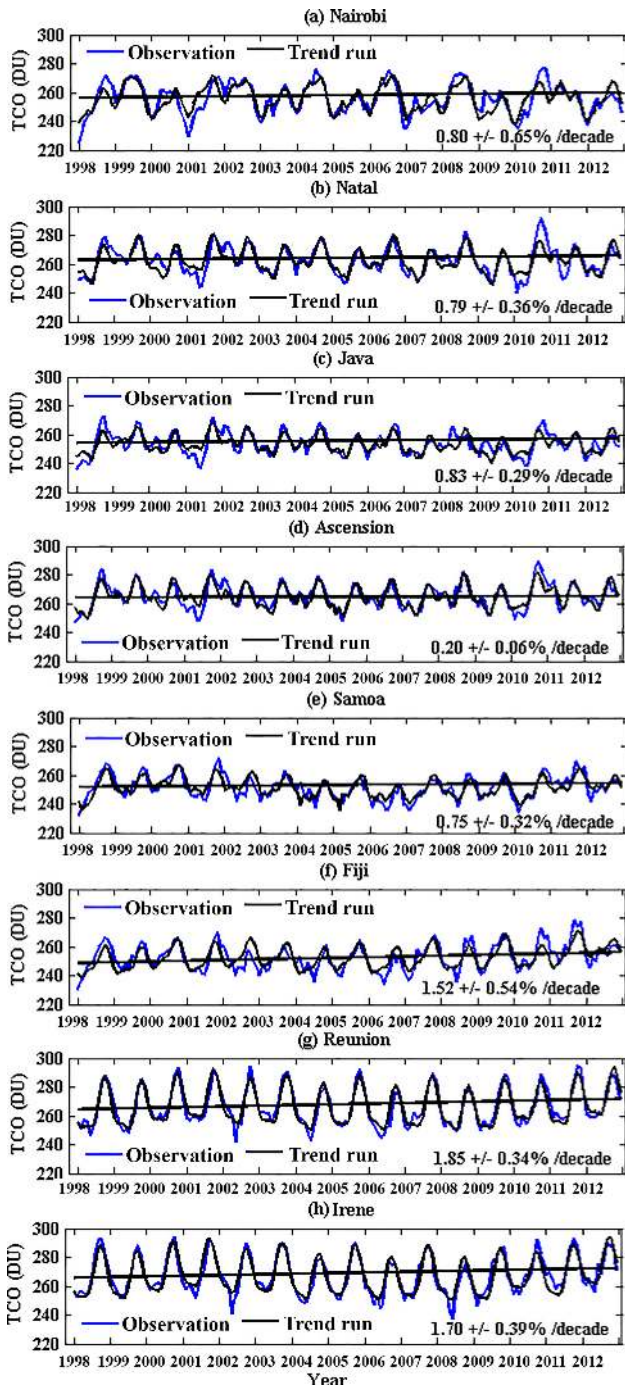 (a) Nairobi
TCO (DU)
300
280
260
240
220
Observation Trend run
0.80 +/- 0.65% /decade
1998 1999 2000 2001 2002 2003 2004 2005 2006 2007 2008 2009 2010 2011 2012
(b) Natal
TCO (DU)
300
280
260
240
220
Observation Trend run
0.79 +/- 0.36% /decade
1998 1999 2000 2001 2002 2003 2004 2005 2006 2007 2008 2009 2010 2011 2012
(c) Java
TCO (DU)
300
280
260
240
220
Observation Trend run
0.83 +/- 0.29% /decade
1998 1999 2000 2001 2002 2003 2004 2005 2006 2007 2008 2009 2010 2011 2012
(d) Ascension
TCO (DU)
300
280
260
240
220
Observation Trend run
0.20 +/- 0.06% /decade
1998 1999 2000 2001 2002 2003 2004 2005 2006 2007 2008 2009 2010 2011 2012
(e) Samoa
TCO (DU)
300
280
260
240
220
Observation Trend run
0.75 +/- 0.32% /decade
1998 1999 2000 2001 2002 2003 2004 2005 2006 2007 2008 2009 2010 2011 2012
(f) Fiji
TCO (DU)
300
280
260
240
220
Observation Trend run
1.52 +/- 0.54% /decade
1998 1999 2000 2001 2002 2003 2004 2005 2006 2007 2008 2009 2010 2011 2012
(g) Reunion
TCO (DU)
300
280
260
240
220
Observation Trend run
1.85 +/- 0.34% /decade
1998 1999 2000 2001 2002 2003 2004 2005 2006 2007 2008 2009 2010 2011 2012
(h) Irene
TCO (DU)
300
280
260
240
220
Observation Trend run
1.70 +/- 0.39% /decade
1998 1999 2000 2001 2002 2003 2004 2005 2006 2007 2008 2009 2010 2011 2012
Year